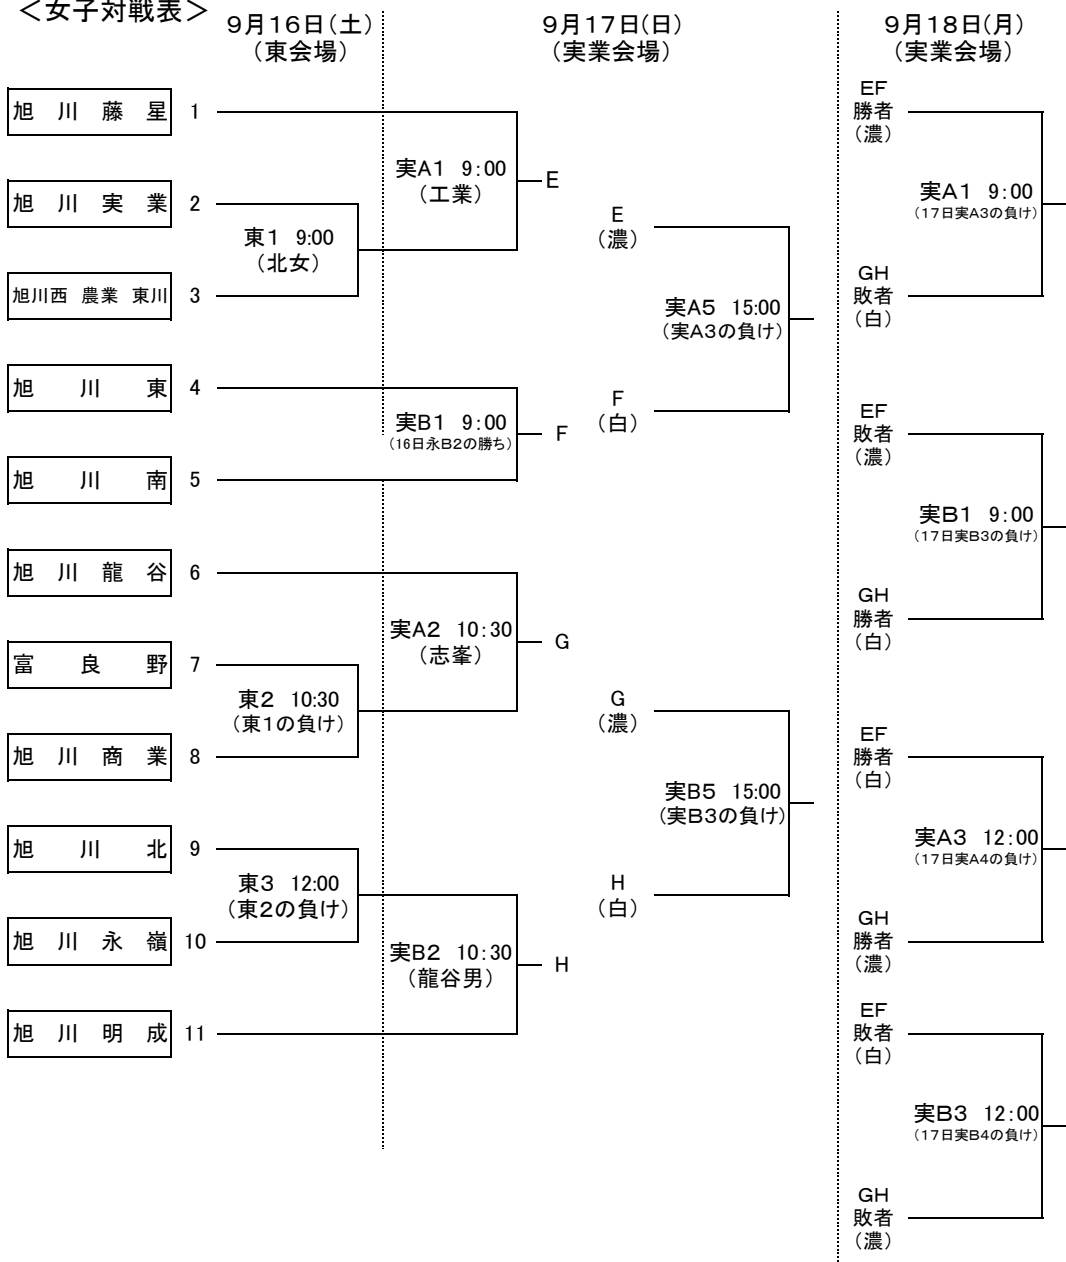 ＜女子対戦表＞
9月16日(土)
(東会場)
9月17日(日)
(実業会場)
9月18日(月)
(実業会場)
旭川藤星 1
旭川実業 2
旭川西 農業 東川 3
旭川東 4
旭川南 5
旭川龍谷 6
富良野 7
旭川商業 8
旭川北 9
旭川永嶺 10
旭川明成 11
東1 9:00
(北女)
東2 10:30
(東1の負け)
東3 12:00
(東2の負け)
実A1 9:00
(工業)
E
実B1 9:00
(16日永B2の勝ち)
F
実A2 10:30
(志峯)
G
実B2 10:30
(龍谷男)
H
E
(濃)
実A5 15:00
(実A3の負け)
F
(白)
G
(濃)
実B5 15:00
(実B3の負け)
H
(白)
EF
勝者
(濃)
実A1 9:00
(17日実A3の負け)
GH
敗者
(白)
EF
敗者
(濃)
実B1 9:00
(17日実B3の負け)
GH
勝者
(白)
EF
勝者
(白)
実A3 12:00
(17日実A4の負け)
GH
勝者
(濃)
EF
敗者
(白)
実B3 12:00
(17日実B4の負け)
GH
敗者
(濃)